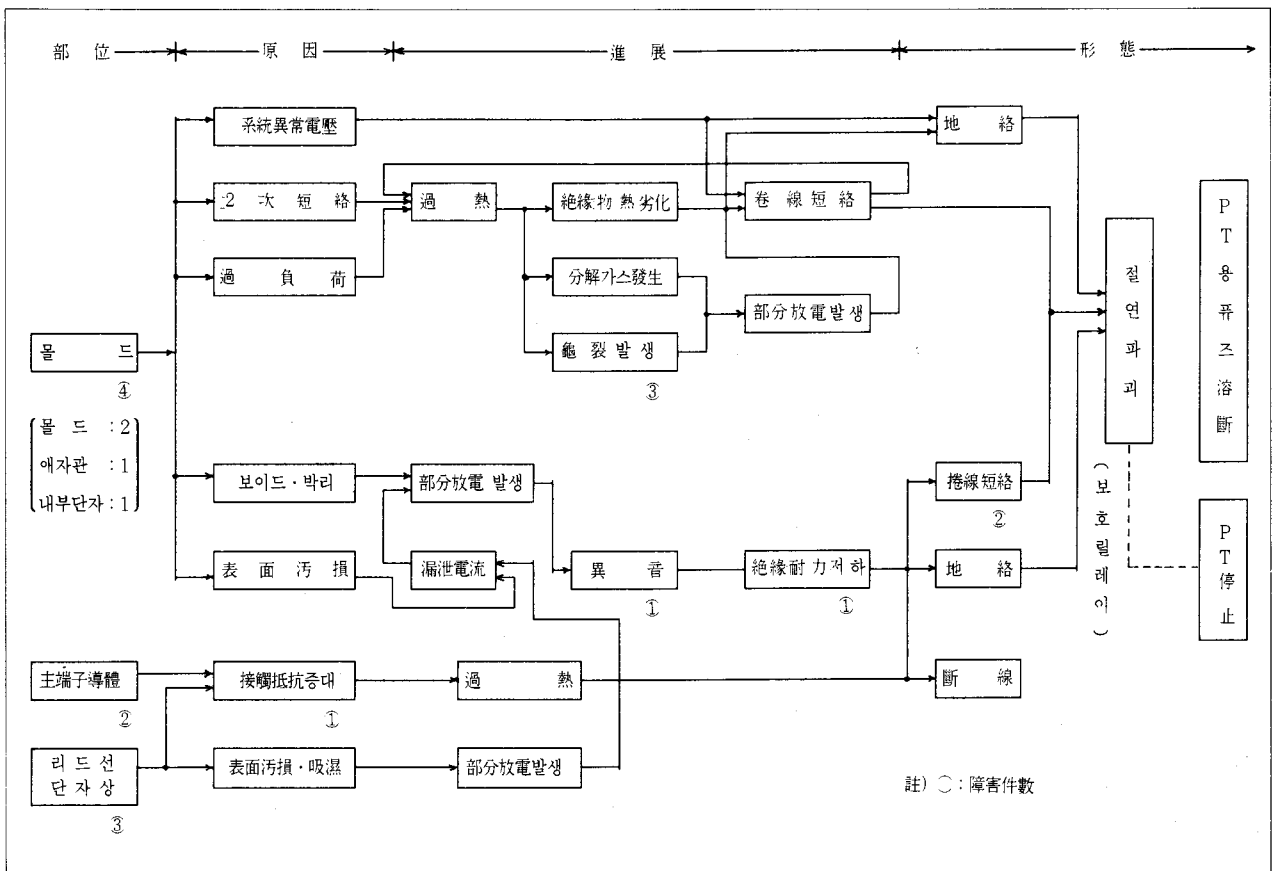 部 位
原 因
進 展
形 態
系統異常電壓
地 絡
2 次 短 絡
過 熱
絶緣物 熱 劣化
卷 線 短 絡
過 負 荷
分解가스發生
部分放電발생
龜 裂 발 생
③
몰 드
④
몰 드 : 2
애자관 : 1
내부단자 : 1
절연파괴
(보호릴레이)
PT용퓨즈溶斷
PT停止
보이드·박리
部分放電 발생
捲線短絡
②
表 面 汚 損
漏泄電流
異 音
①
絶緣耐力저하
①
地 絡
主端子導體
②
接觸抵抗증대
①
過 熱
斷 線
리 드 선
단 자 상
③
表面汚損·吸濕
部分放電발생
註) ○ : 障害件數